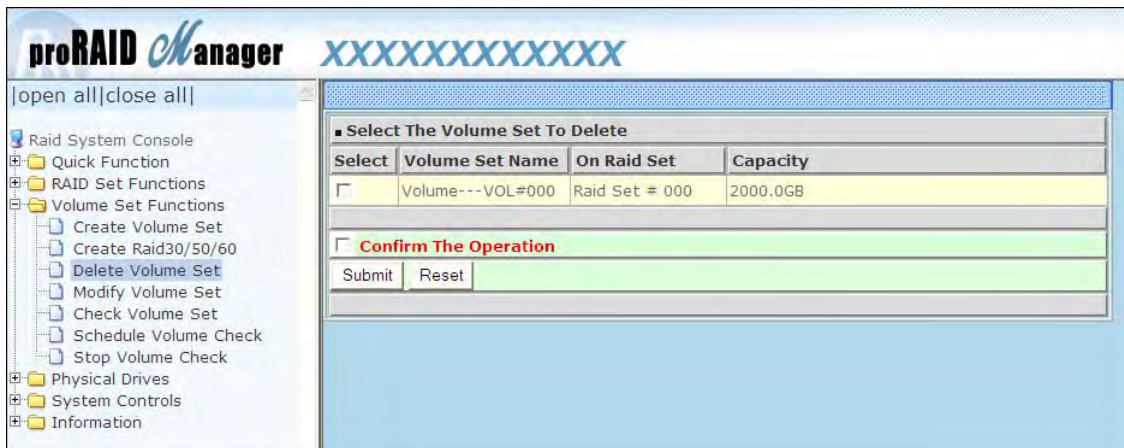 proRAID Manager XXXXXXXXXXXXX
|open all|close all|
Raid System Console
Quick Function
RAID Set Functions
Volume Set Functions
Create Volume Set
Create Raid30/50/60
Delete Volume Set
Modify Volume Set
Check Volume Set
Schedule Volume Check
Stop Volume Check
Physical Drives
System Controls
Information
Select The Volume Set To Delete
Select Volume Set Name On Raid Set Capacity
Volume---VOL#000 Raid Set # 000 2000.0GB
Confirm The Operation
Submit Reset